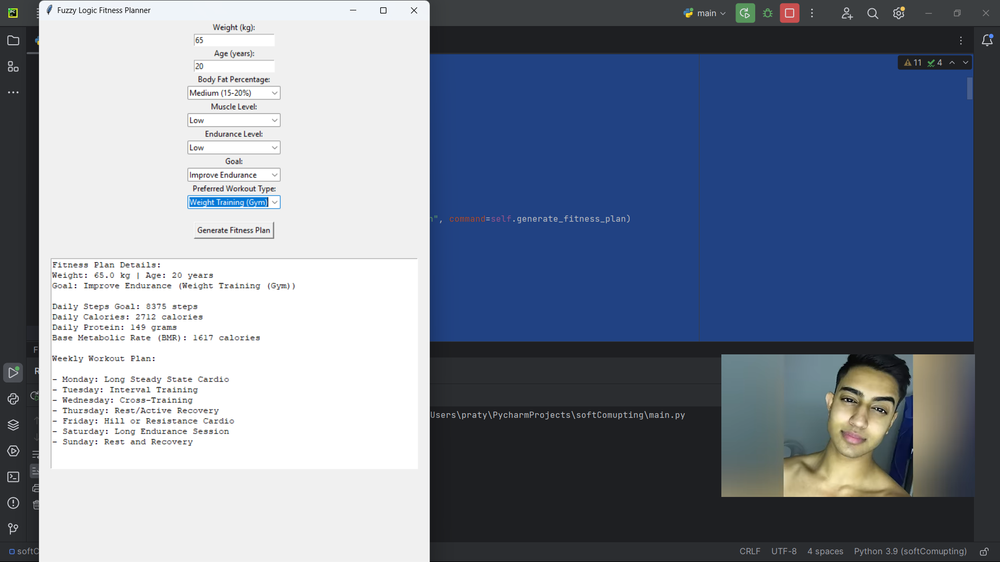 PC
Fuzzy Logic Fitness Planner
main
Weight (kg):
65
Age (years):
20
Body Fat Percentage:
Medium (15-20%)
Muscle Level:
Low
Endurance Level:
Low
Goal:
Improve Endurance
Preferred Workout Type:
Weight Training (Gym)
Generate Fitness Plan
11 4
", command=self.generate_fitness_plan)
Fitness Plan Details:
Weight: 65.0 kg | Age: 20 years
Goal: Improve Endurance (Weight Training (Gym))
Daily Steps Goal: 8375 steps
Daily Calories: 2712 calories
Daily Protein: 149 grams
Base Metabolic Rate (BMR): 1617 calories
Weekly Workout Plan:
- Monday: Long Steady State Cardio
- Tuesday: Interval Training
- Wednesday: Cross-Training
- Thursday: Rest/Active Recovery
- Friday: Hill or Resistance Cardio
- Saturday: Long Endurance Session
- Sunday: Rest and Recovery
F
R
Users\praty\PycharmProjects\softComupting\main.py
softC
CRLF UTF-8 4 spaces Python 3.9 (softComupting)